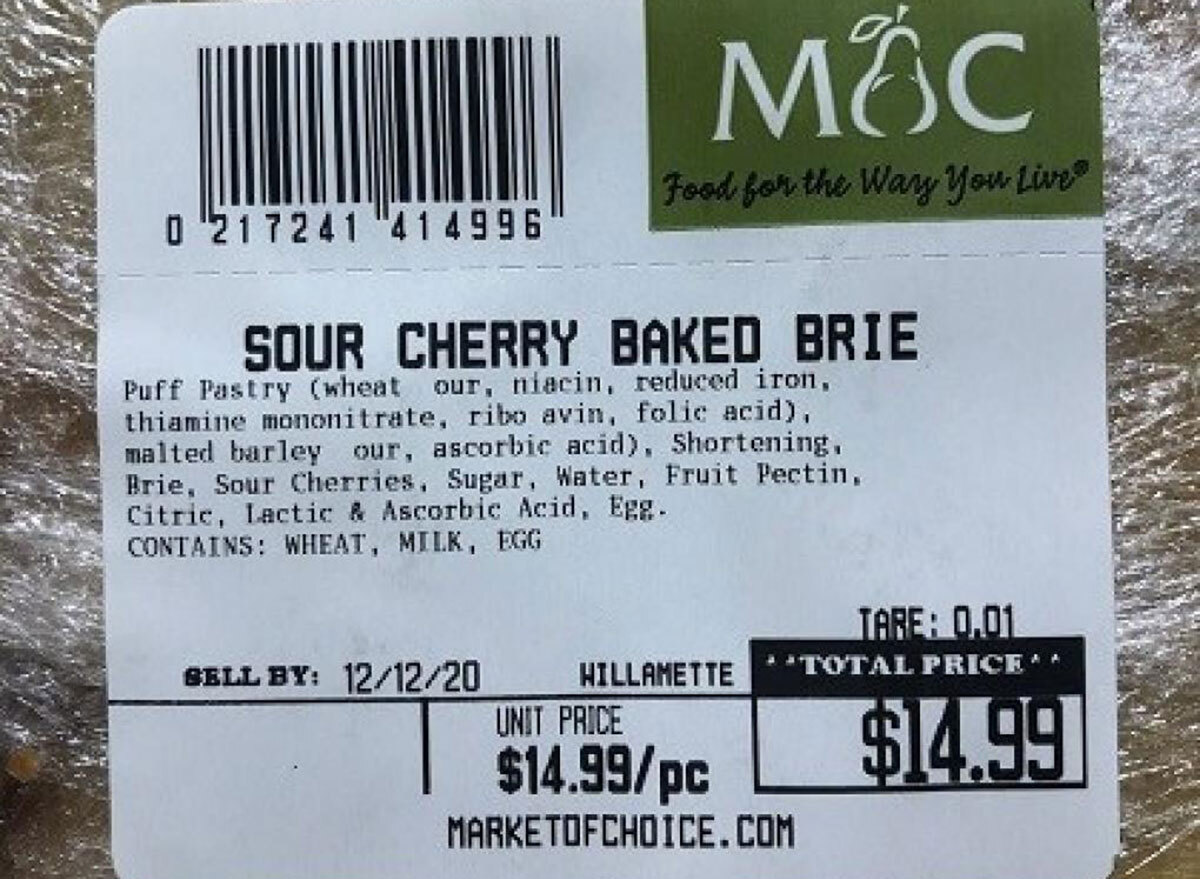 MOC
Food for the Way You Live®
0 217241 414996
SOUR CHERRY BAKED BRIE
Puff Pastry (wheat our, niacin, reduced iron,
thiamine mononitrate, ribo avin, folic acid),
malted barley our, ascorbic acid), Shortening,
Brie, Sour Cherries, Sugar, Water, Fruit Pectin,
Citric, Lactic & Ascorbic Acid, Egg.
CONTAINS: WHEAT, MILK, EGG
TARE: 0.01
SELL BY: 12/12/20 WILLAMETTE
**TOTAL PRICE**
UNIT PRICE
$14.99/pc
$14.99
MARKETOFCHOICE.COM